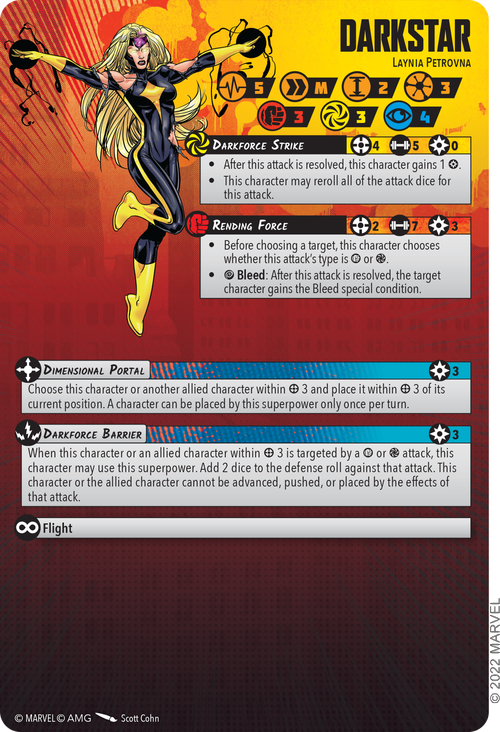 DARKSTAR
LAYNIA PETROVNA
5 M 2 3
3 3 4
DARKFORCE STRIKE 4 5 0
• After this attack is resolved, this character gains 1 .
• This character may reroll all of the attack dice for
this attack.
RENDING FORCE 2 7 3
• Before choosing a target, this character chooses
whether this attack's type is or .
• Bleed: After this attack is resolved, the target
character gains the Bleed special condition.
DIMENSIONAL PORTAL 3
Choose this character or another allied character within 3 and place it within 3 of its
current position. A character can be placed by this superpower only once per turn.
DARKFORCE BARRIER 3
When this character or an allied character within 3 is targeted by a or attack, this
character may use this superpower. Add 2 dice to the defense roll against that attack. This
character or the allied character cannot be advanced, pushed, or placed by the effects of
that attack.
Flight
© MARVEL © AMG Scott Cohn
© 2022 MARVEL